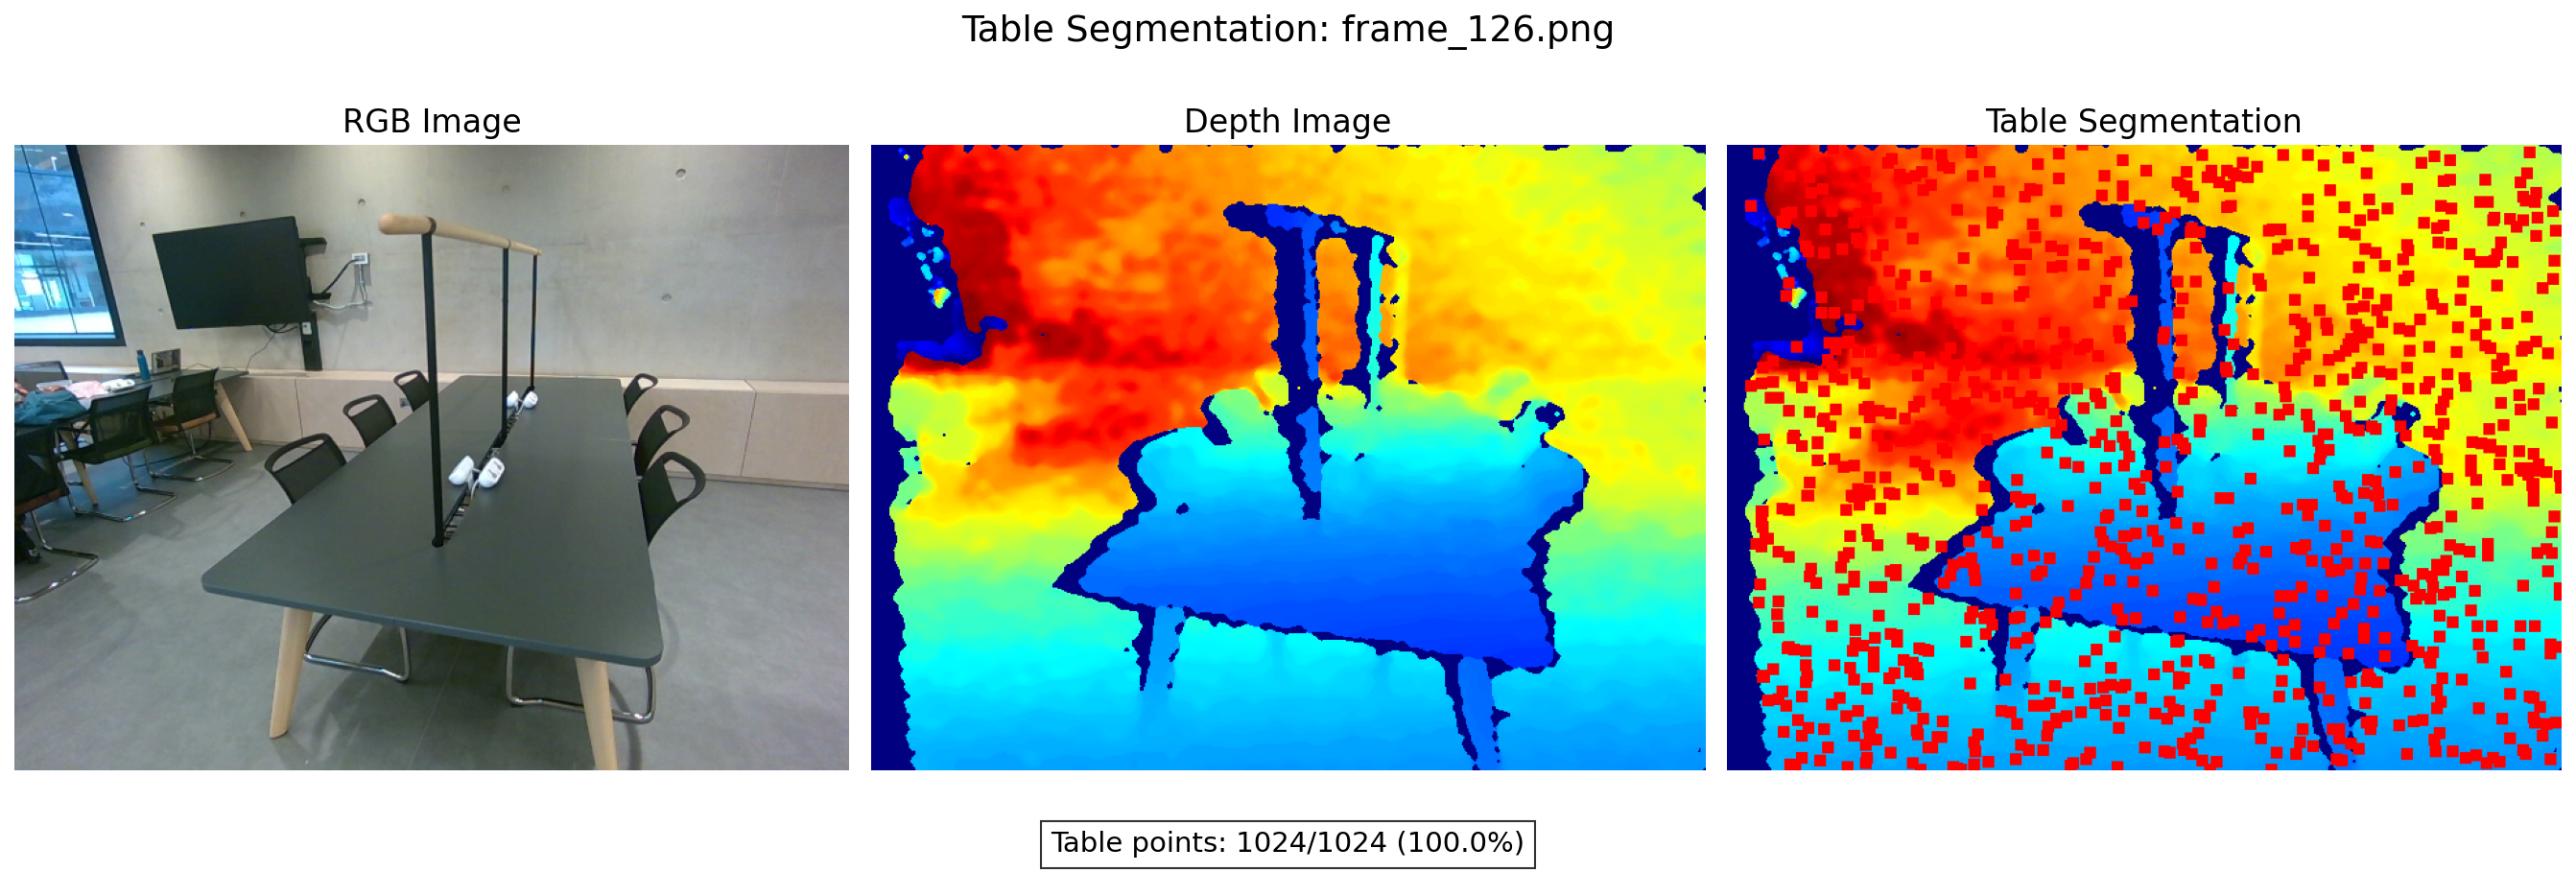 Table Segmentation: frame_126.png
RGB Image
Depth Image
Table Segmentation
Table points: 1024/1024 (100.0%)